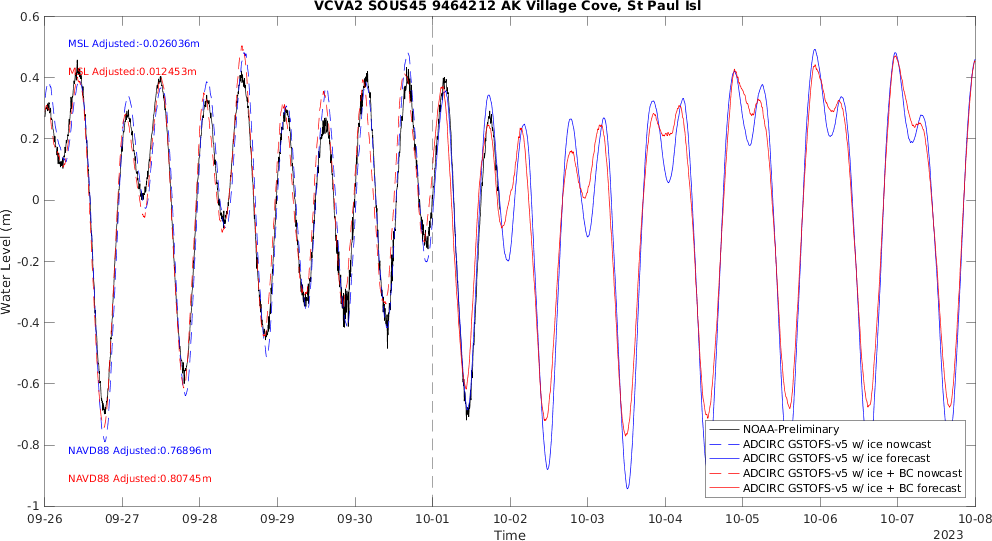 VCVA2 SOUS45 9464212 AK Village Cove, St Paul Isl
Water Level (m)
0.6
0.4
0.2
0
-0.2
-0.4
-0.6
-0.8
-1
MSL Adjusted:-0.026036m
MSL Adjusted:0.012453m
NAVD88 Adjusted:0.76896m
NAVD88 Adjusted:0.80745m
NOAA-Preliminary
ADCIRC GSTOFS-v5 w/ ice nowcast
ADCIRC GSTOFS-v5 w/ ice forecast
ADCIRC GSTOFS-v5 w/ ice + BC nowcast
ADCIRC GSTOFS-v5 w/ ice + BC forecast
09-26 09-27 09-28 09-29 09-30 10-01 10-02 10-03 10-04 10-05 10-06 10-07 10-08
Time
2023